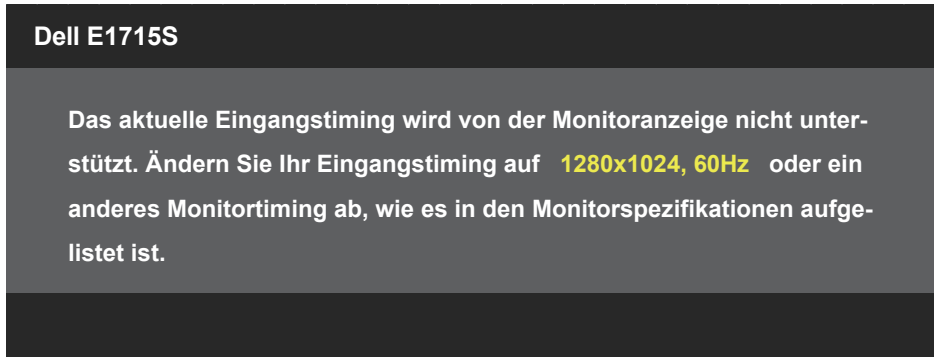 Dell E1715S
Das aktuelle Eingangstiming wird von der Monitoranzeige nicht unter-
stützt. Ändern Sie Ihr Eingangstiming auf 1280x1024, 60Hz oder ein
anderes Monitortiming ab, wie es in den Monitorspezifikationen aufge-
listet ist.